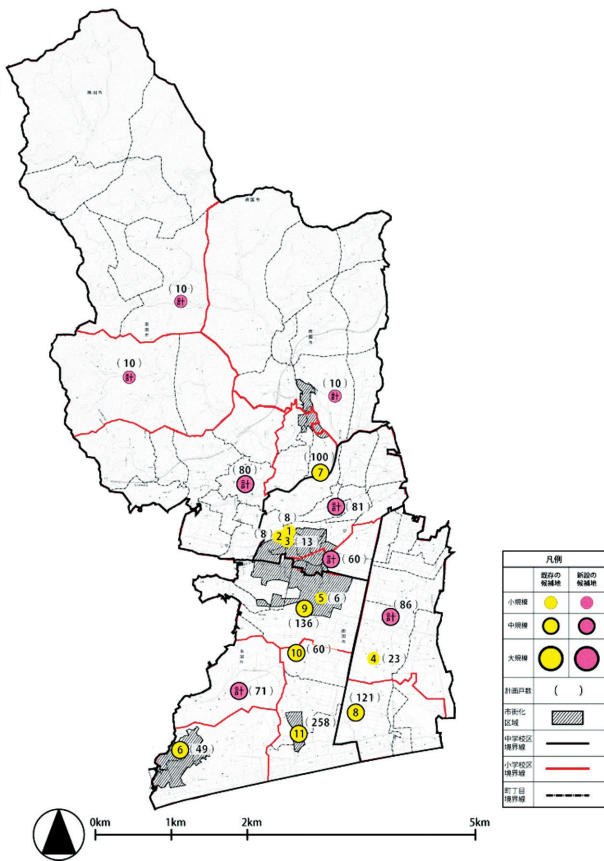 南国市
(10)
計
(10)
計
(10)
計
(100)
7
(80)
計
計 (81)
(8)
(8) 2 1
3 (13)
計 (60)
5 (6)
9
(136)
(86)
計
10 (60)
4 (23)
計 (71)
(121)
8
(258)
11
6 (49)
0km 1km 2km 5km
凡例
既存の
候補地
新設の
候補地
小規模
中規模
大規模
計画戸数 ( )
市街化
区域
中学校区
境界線
小学校区
境界線
町丁目
境界線